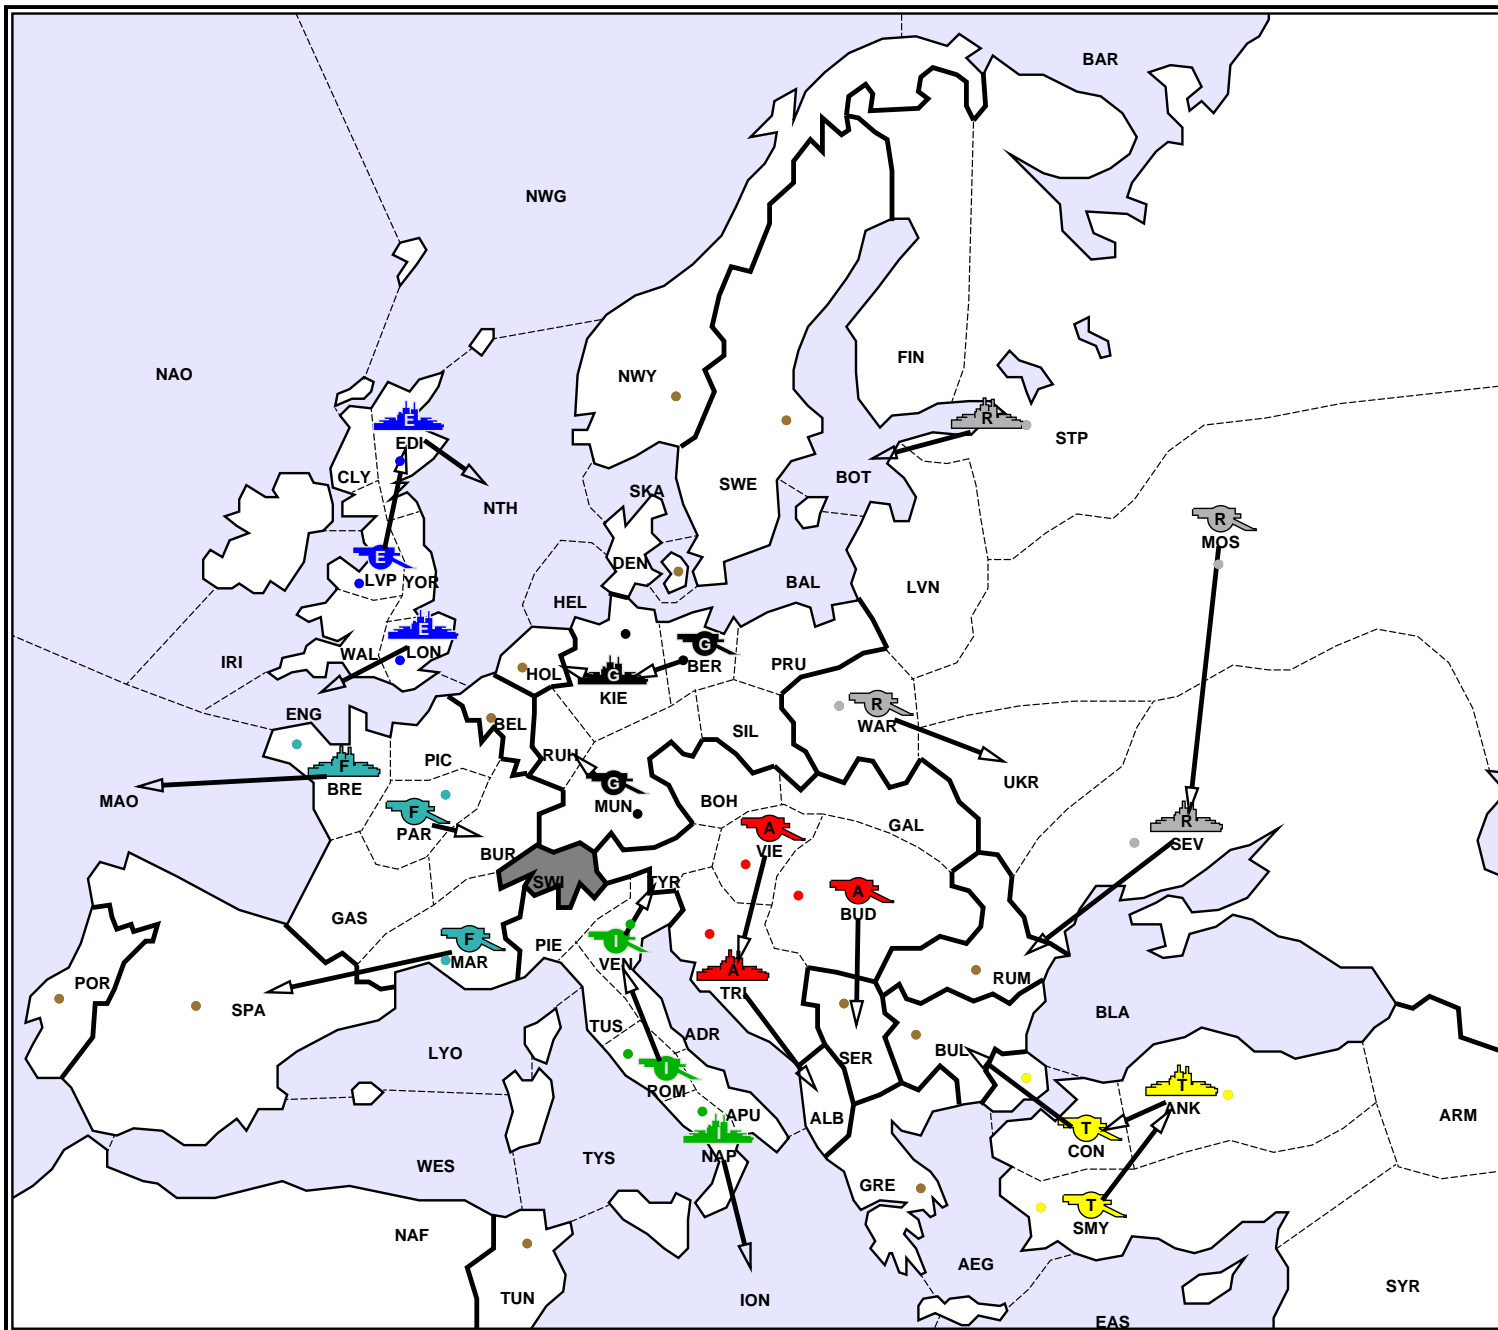 BAR
NWG
NAO
FIN
NWY
E
R
STP
EDI
CLY
BOT
SWE
SKA
NTH
R
MOS
E
LVP
YOR
DEN
BAL
LVN
HEL
E
LON
WAL
IRI
G
BER
PRU
HOL
G
KIE
R
WAR
ENG
BEL
SIL
PIC
RUH
F
BRE
MAO
G
MUN
BOH
UKR
F
PAR
A
VIE
GAL
R
SEV
BUR
SWI
TYR
A
BUD
GAS
F
MAR
PIE
I
VEN
A
TRI
POR
SPA
RUM
BLA
TUS
ADR
LYO
BUL
SER
I
ROM
T
ANK
APU
ALB
ARM
I
NAP
T
CON
WES
TYS
GRE
T
SMY
NAF
AEG
SYR
TUN
ION
EAS